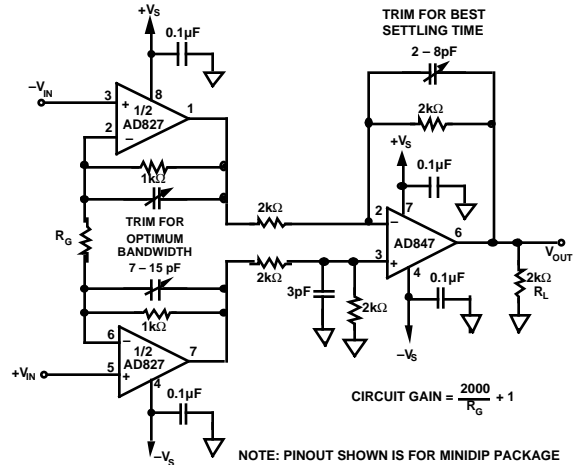 +VS
0.1µF
8
–VIN
3
+
1/2
AD827
1
2
–
1kΩ
TRIM FOR
OPTIMUM
BANDWIDTH
RG
7 – 15 pF
1kΩ
6
–
1/2
AD827
7
+VIN
5
+
4
0.1µF
–VS
TRIM FOR BEST
SETTLING TIME
2 – 8pF
2kΩ
+VS
0.1µF
7
2kΩ
2
–
AD847
6
VOUT
2kΩ
3
+
4
3pF
2kΩ
0.1µF
2kΩ
RL
–VS
CIRCUIT GAIN = 2000
RG
+ 1
NOTE: PINOUT SHOWN IS FOR MINIDIP PACKAGE